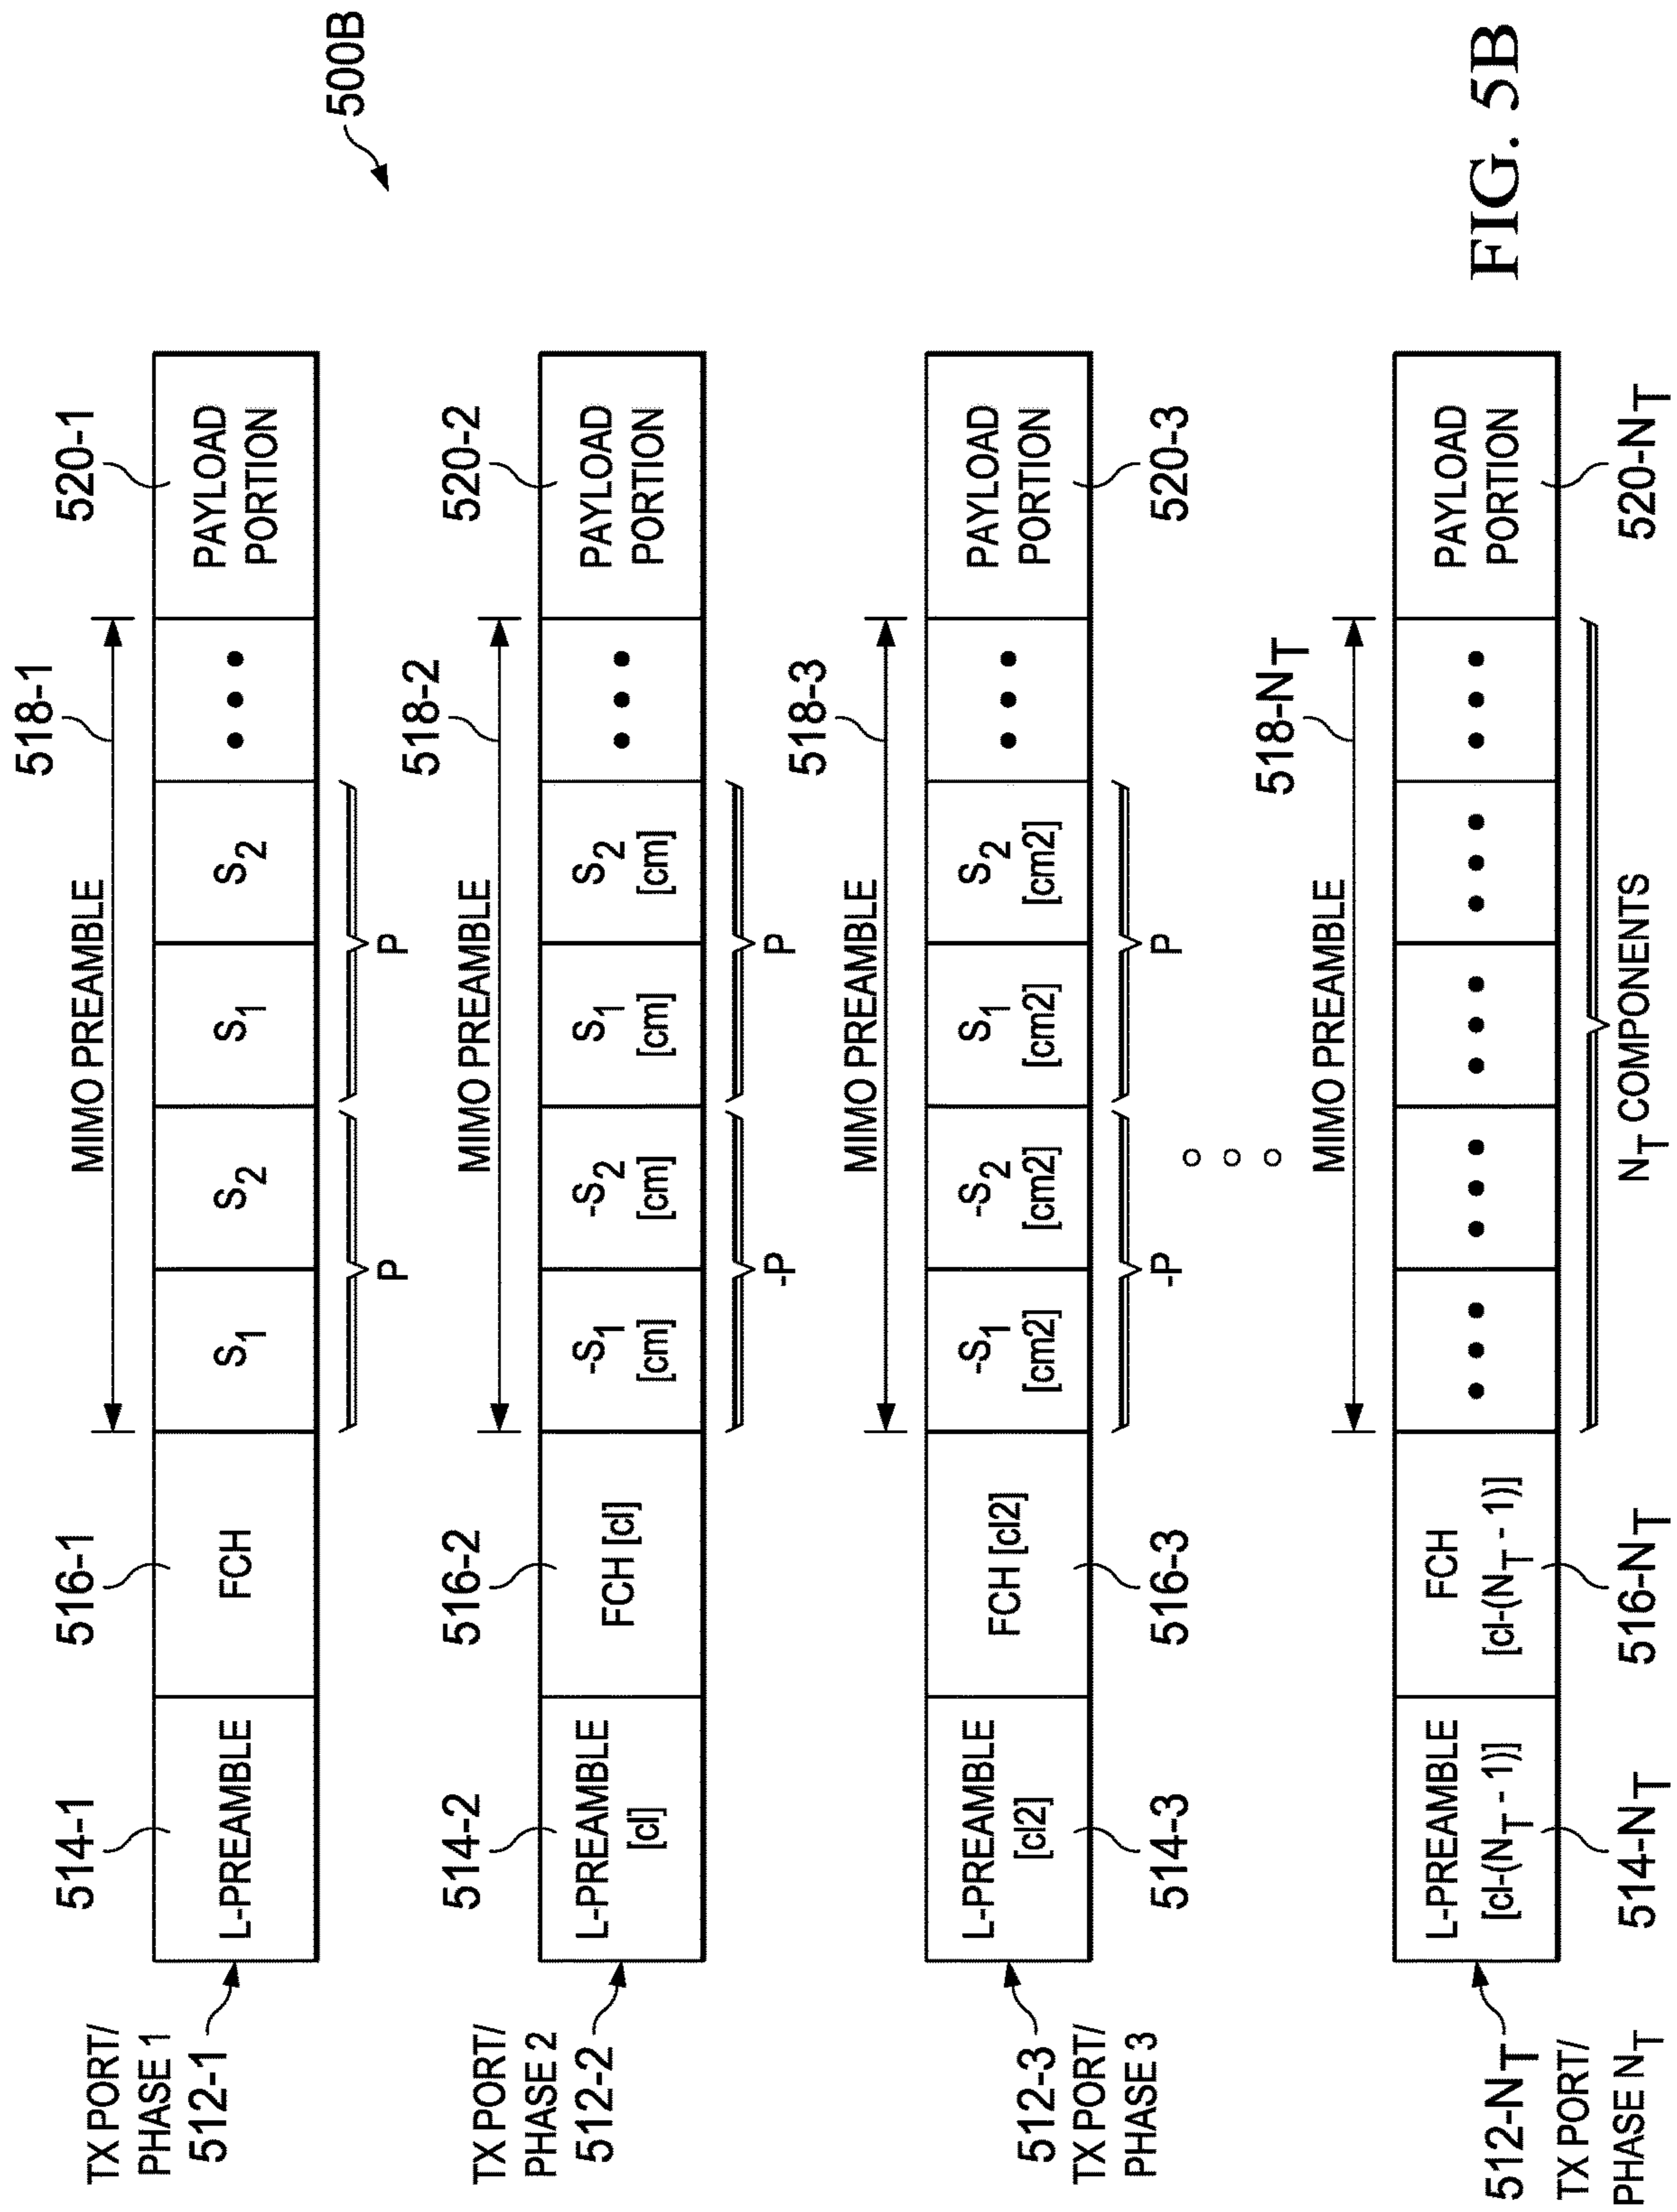 500B
TX PORT/
PHASE 1
512-1
514-1
516-1
518-1
520-1
MIMO PREAMBLE
L-PREAMBLE
FCH
S1
S2
S1
S2
• • •
PAYLOAD
PORTION
P
P
TX PORT/
PHASE 2
512-2
514-2
516-2
518-2
520-2
MIMO PREAMBLE
L-PREAMBLE
[cl]
FCH [cl]
-S1
[cm]
-S2
[cm]
S1
[cm]
S2
[cm]
• • •
PAYLOAD
PORTION
-P
P
518-3
MIMO PREAMBLE
L-PREAMBLE
[cl2]
FCH [cl2]
-S1
[cm2]
-S2
[cm2]
S1
[cm2]
S2
[cm2]
• • •
PAYLOAD
PORTION
512-3
TX PORT/
PHASE 3
514-3
516-3
-P
P
520-3
518-NT
MIMO PREAMBLE
L-PREAMBLE
[cl-(NT - 1)]
FCH
[cl-(NT - 1)]
• • •
• • •
• • •
• • •
• • •
PAYLOAD
PORTION
512-NT
TX PORT/
PHASE NT
514-NT
516-NT
NT COMPONENTS
520-NT
FIG. 5B